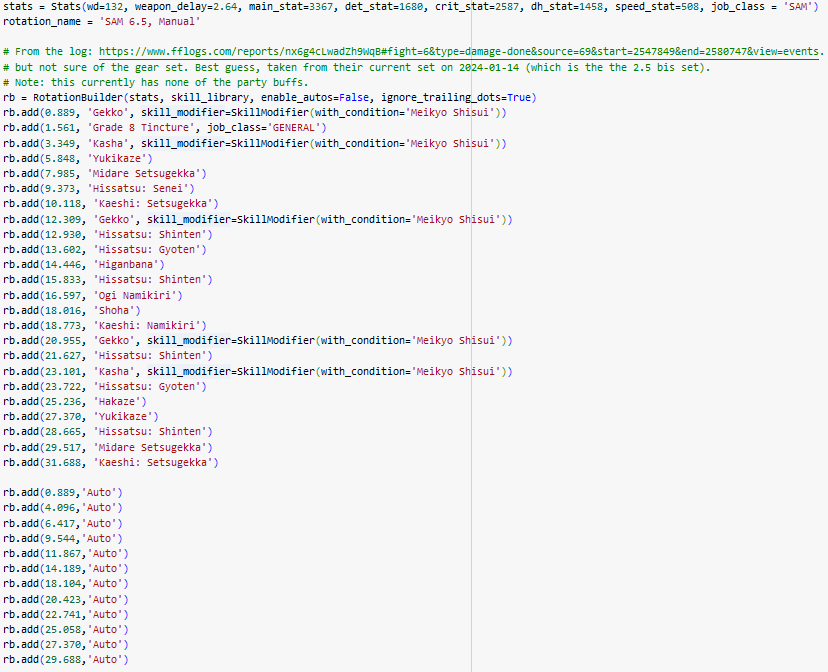 stats = Stats(wd=132, weapon_delay=2.64, main_stat=3367, det_stat=1680, crit_stat=2587, dh_stat=1458, speed_stat=508, job_class = 'SAM')
rotation_name = 'SAM 6.5, Manual'
# From the log: https://www.fflogs.com/reports/nx6g4cLwadZh9WqB#fight=6&type=damage-done&source=69&start=2547849&end=2580747&view=events.
# but not sure of the gear set. Best guess, taken from their current set on 2024-01-14 (which is the the 2.5 bis set).
# Note: this currently has none of the party buffs.
rb = RotationBuilder(stats, skill_library, enable_autos=False, ignore_trailing_dots=True)
rb.add(0.889, 'Gekko', skill_modifier=SkillModifier(with_condition='Meikyo Shisui'))
rb.add(1.561, 'Grade 8 Tincture', job_class='GENERAL')
rb.add(3.349, 'Kasha', skill_modifier=SkillModifier(with_condition='Meikyo Shisui'))
rb.add(5.848, 'Yukikaze')
rb.add(7.985, 'Midare Setsugekka')
rb.add(9.373, 'Hissatsu: Senei')
rb.add(10.118, 'Kaeshi: Setsugekka')
rb.add(12.309, 'Gekko', skill_modifier=SkillModifier(with_condition='Meikyo Shisui'))
rb.add(12.930, 'Hissatsu: Shinten')
rb.add(13.602, 'Hissatsu: Gyoten')
rb.add(14.446, 'Higanbana')
rb.add(15.833, 'Hissatsu: Shinten')
rb.add(16.597, 'Ogi Namikiri')
rb.add(18.016, 'Shoha')
rb.add(18.773, 'Kaeshi: Namikiri')
rb.add(20.955, 'Gekko', skill_modifier=SkillModifier(with_condition='Meikyo Shisui'))
rb.add(21.627, 'Hissatsu: Shinten')
rb.add(23.101, 'Kasha', skill_modifier=SkillModifier(with_condition='Meikyo Shisui'))
rb.add(23.722, 'Hissatsu: Gyoten')
rb.add(25.236, 'Hakaze')
rb.add(27.370, 'Yukikaze')
rb.add(28.665, 'Hissatsu: Shinten')
rb.add(29.517, 'Midare Setsugekka')
rb.add(31.688, 'Kaeshi: Setsugekka')
rb.add(0.889,'Auto')
rb.add(4.096,'Auto')
rb.add(6.417,'Auto')
rb.add(9.544,'Auto')
rb.add(11.867,'Auto')
rb.add(14.189,'Auto')
rb.add(18.104,'Auto')
rb.add(20.423,'Auto')
rb.add(22.741,'Auto')
rb.add(25.058,'Auto')
rb.add(27.370,'Auto')
rb.add(29.688,'Auto')